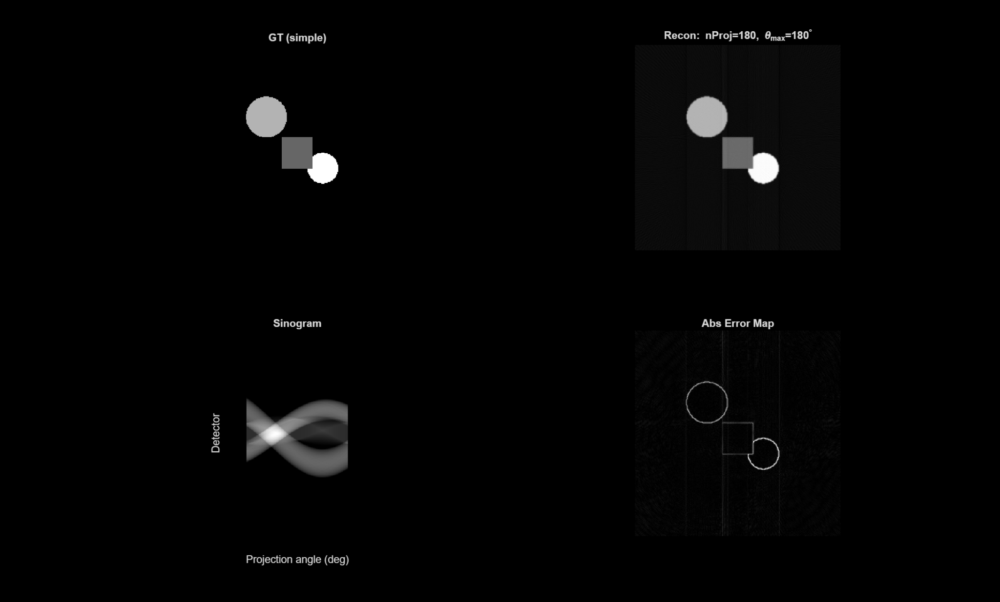 GT (simple)
Recon: nProj=180, θmax=180°
Sinogram
Abs Error Map
Detector
Projection angle (deg)